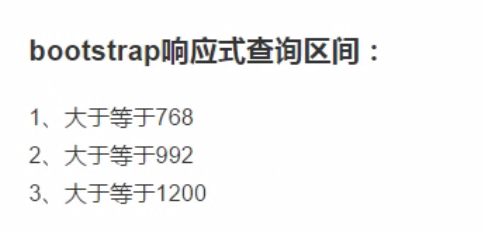 bootstrap响应式查询区间：
1、大于等于768
2、大于等于992
3、大于等于1200